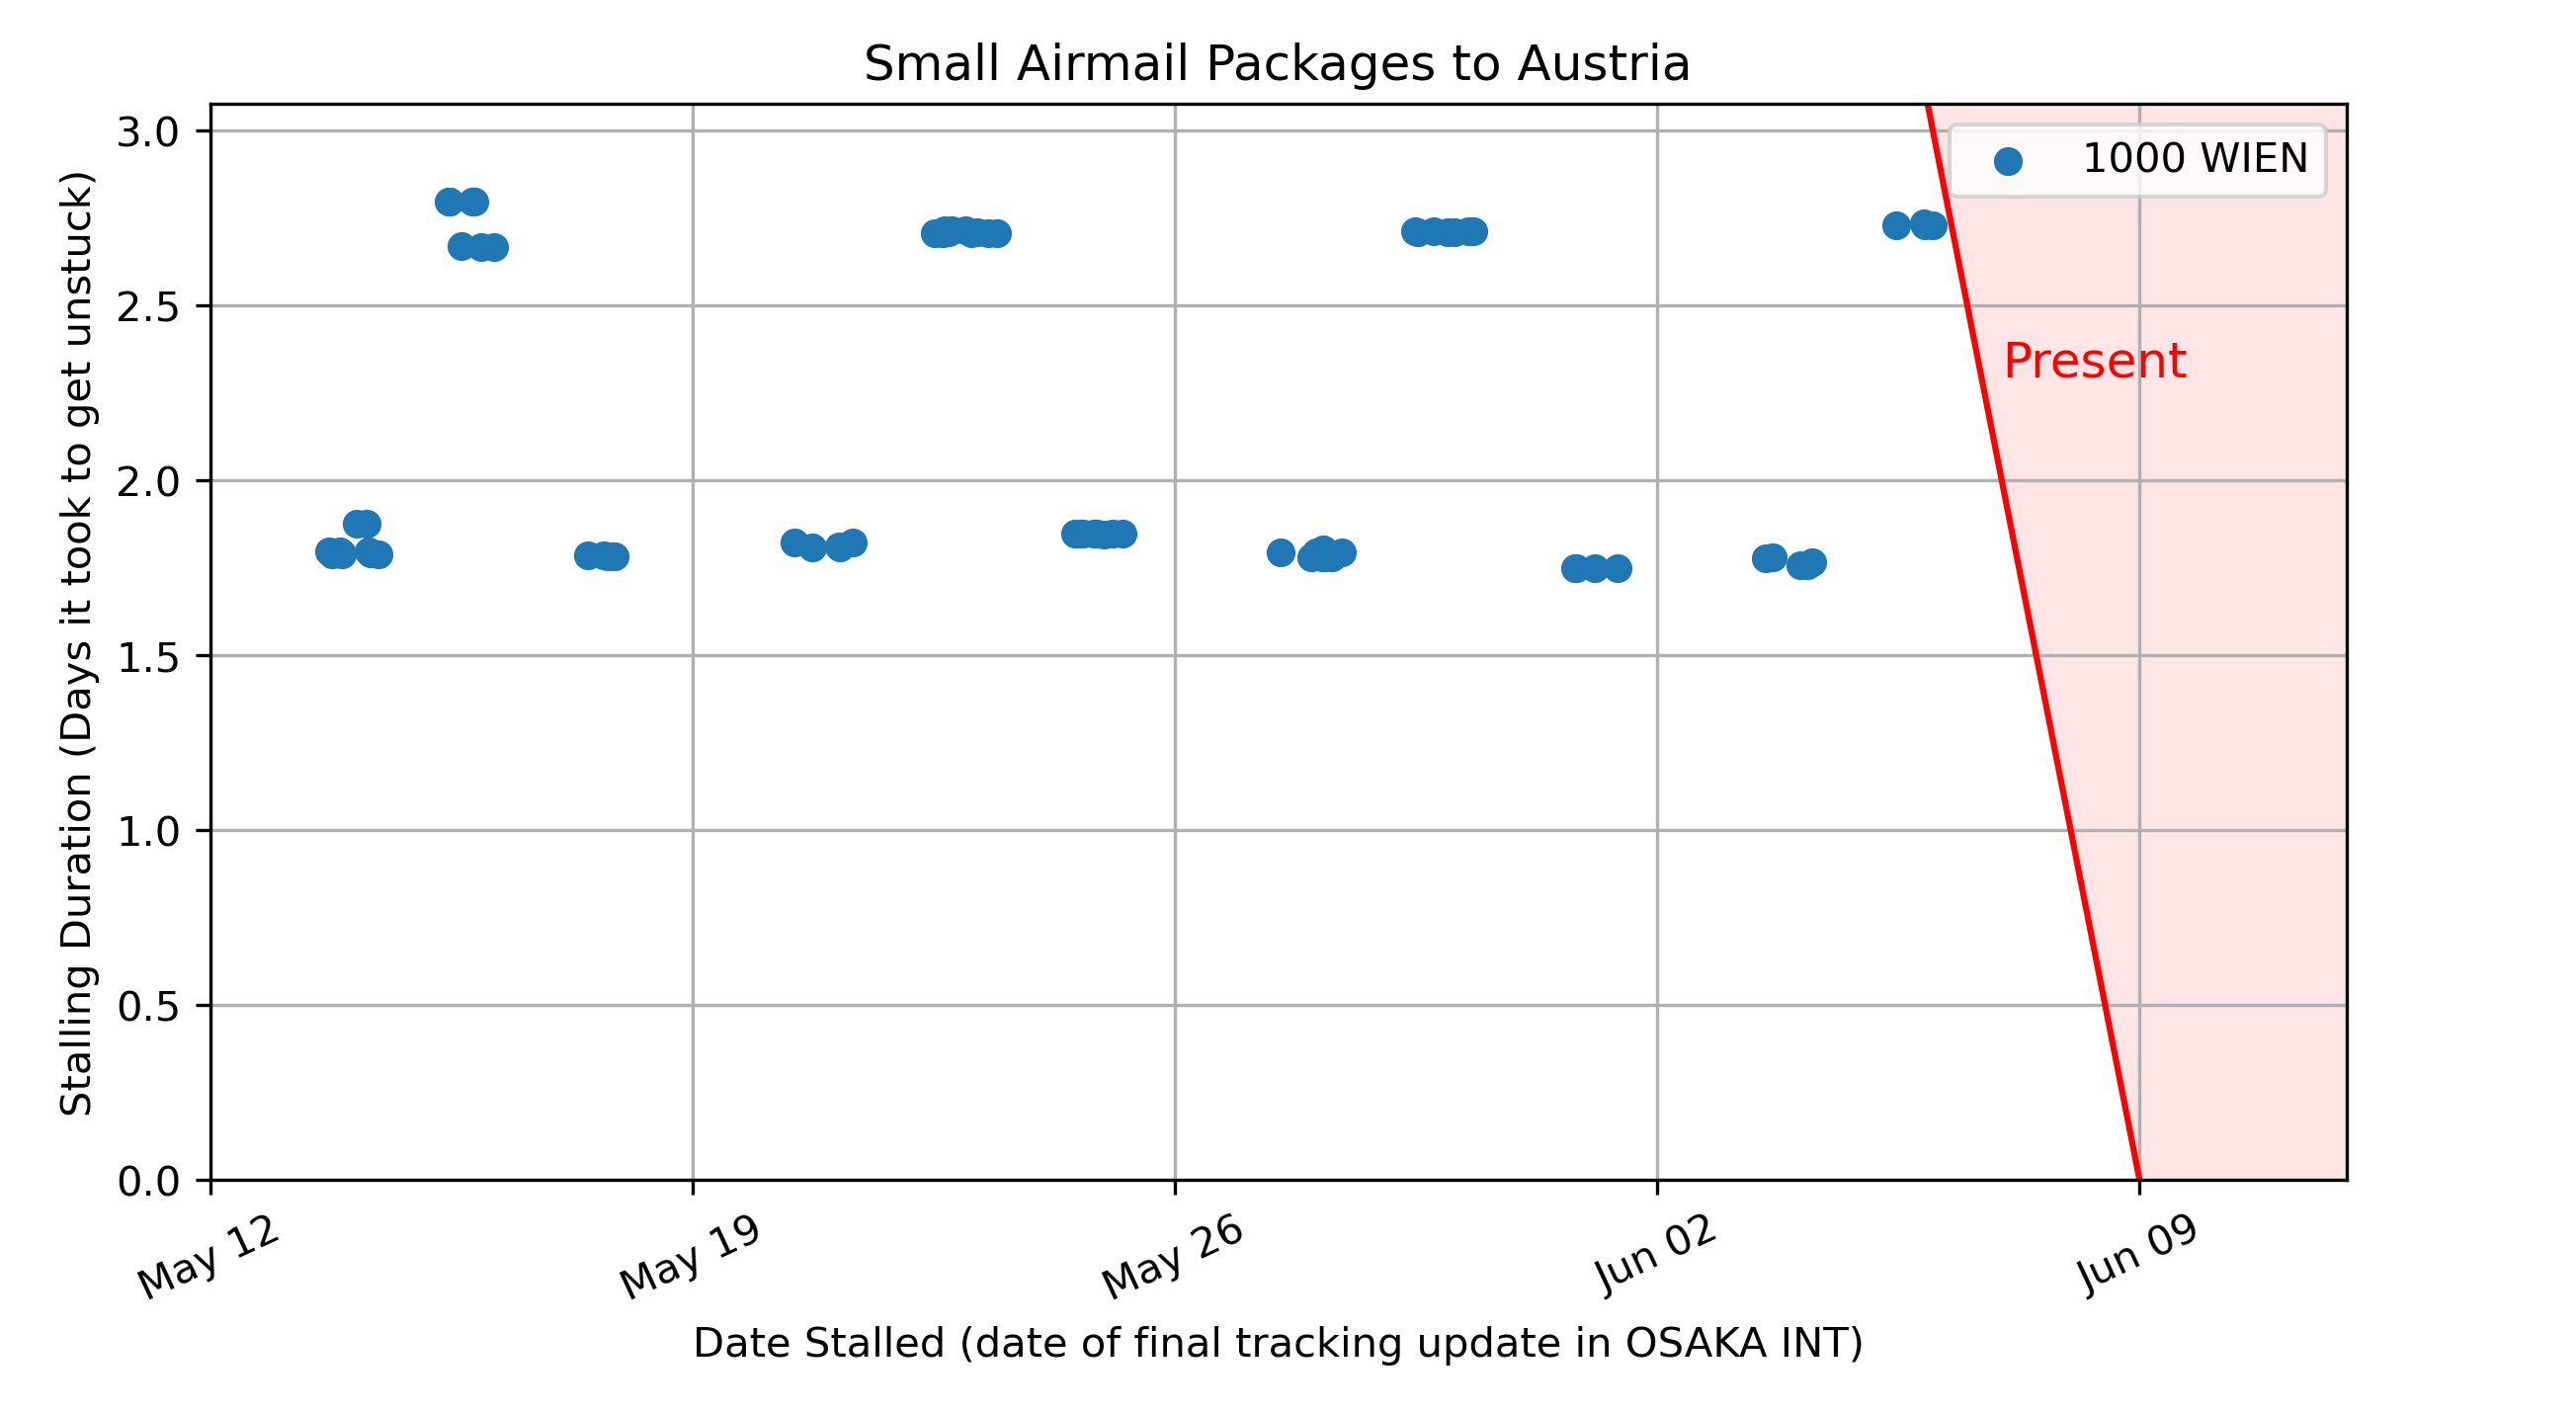 Small Airmail Packages to Austria
Stalling Duration (Days it took to get unstuck)
3.0
2.5
2.0
1.5
1.0
0.5
0.0
1000 WIEN
Present
May 12
May 19
May 26
Jun 02
Jun 09
Date Stalled (date of final tracking update in OSAKA INT)